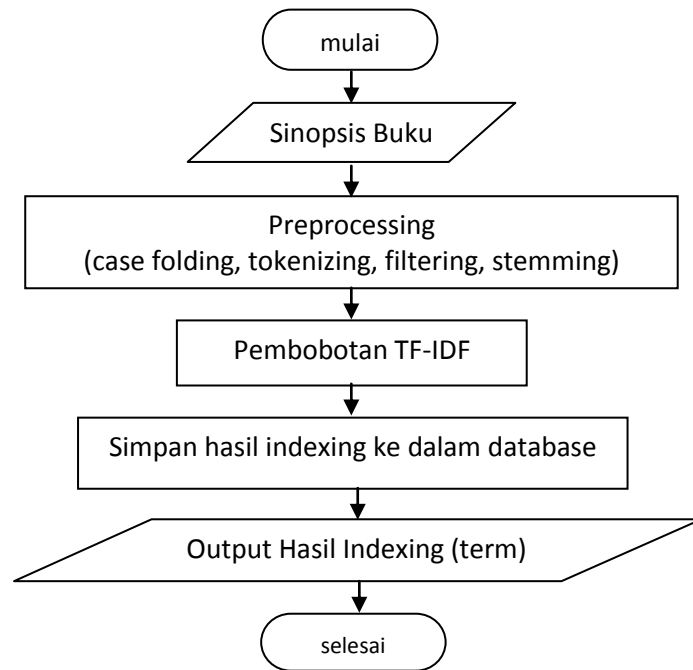 mulai
Sinopsis Buku
Preprocessing
(case folding, tokenizing, filtering, stemming)
Pembobotan TF-IDF
Simpan hasil indexing ke dalam database
Output Hasil Indexing (term)
selesai